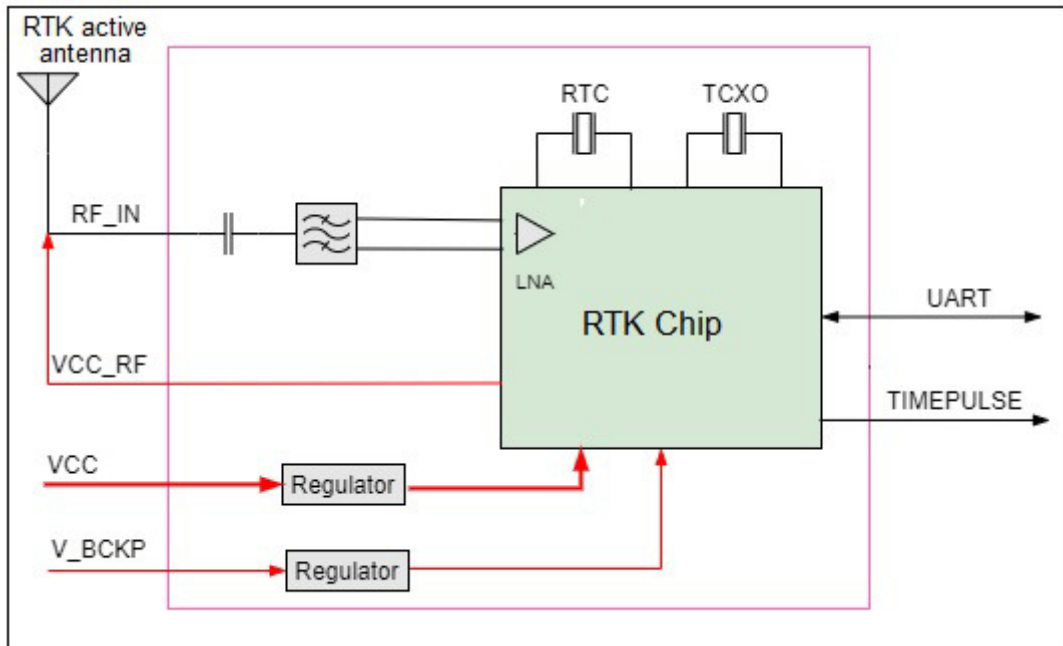 RTK active
antenna
RTC
TCXO
RF_IN
LNA
RTK Chip
UART
VCC_RF
TIMEPULSE
VCC
Regulator
V_BCKP
Regulator